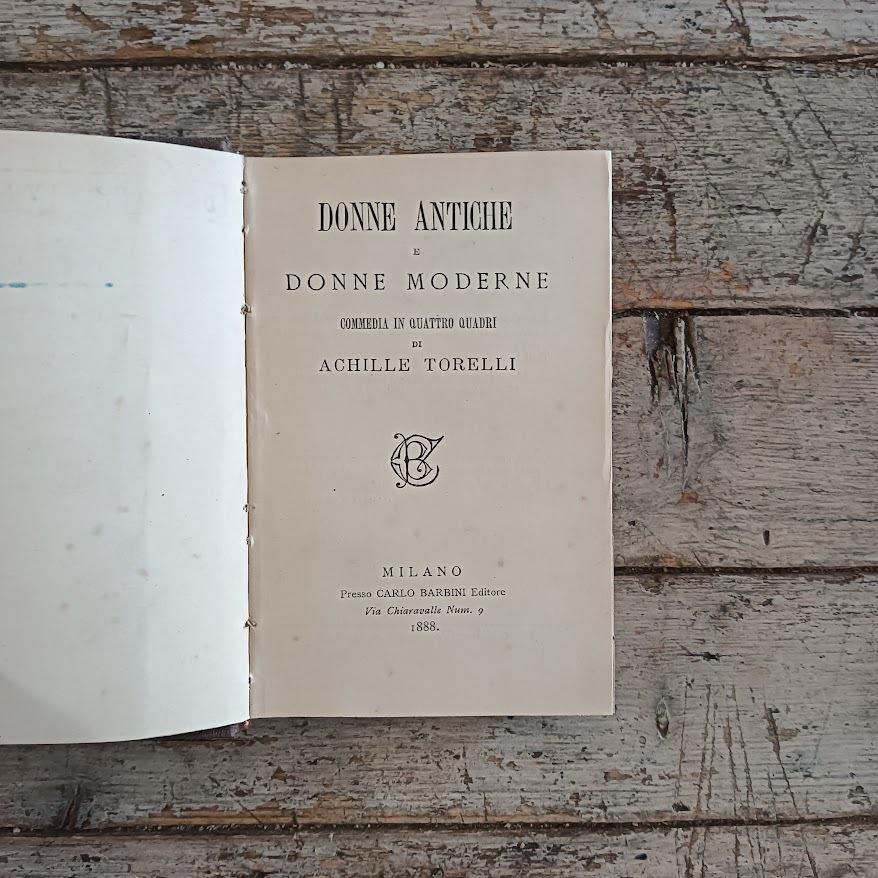 DONNE ANTICHE
E
DONNE MODERNE
COMMEDIA IN QUATTRO QUADRI
DI
ACHILLE TORELLI
CB
MILANO
Presso CARLO BARBINI Editore
Via Chiaravalle Num. 9
1888.